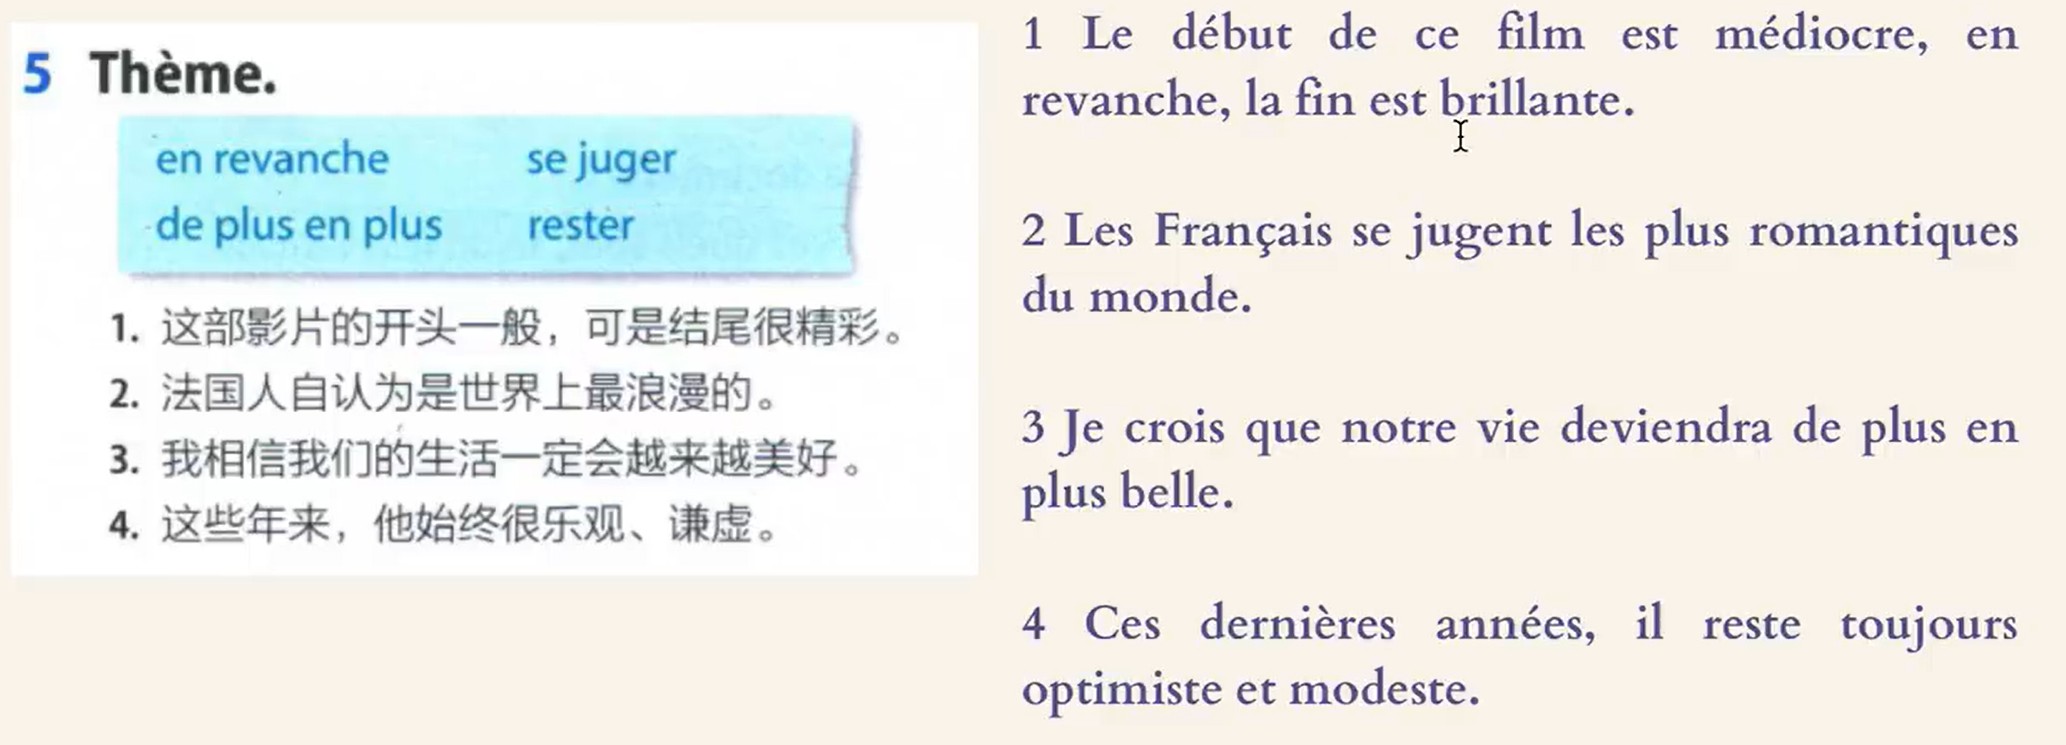 5 Thème.
en revanche se juger
de plus en plus rester
1. 这部影片的开头一般，可是结尾很精彩。
2. 法国人自认为是世界上最浪漫的。
3. 我相信我们的生活一定会越来越美好。
4. 这些年来，他始终很乐观、谦虚。
1 Le début de ce film est médiocre, en
revanche, la fin est brillante.
2 Les Français se jugent les plus romantiques
du monde.
3 Je crois que notre vie deviendra de plus en
plus belle.
4 Ces dernières années, il reste toujours
optimiste et modeste.